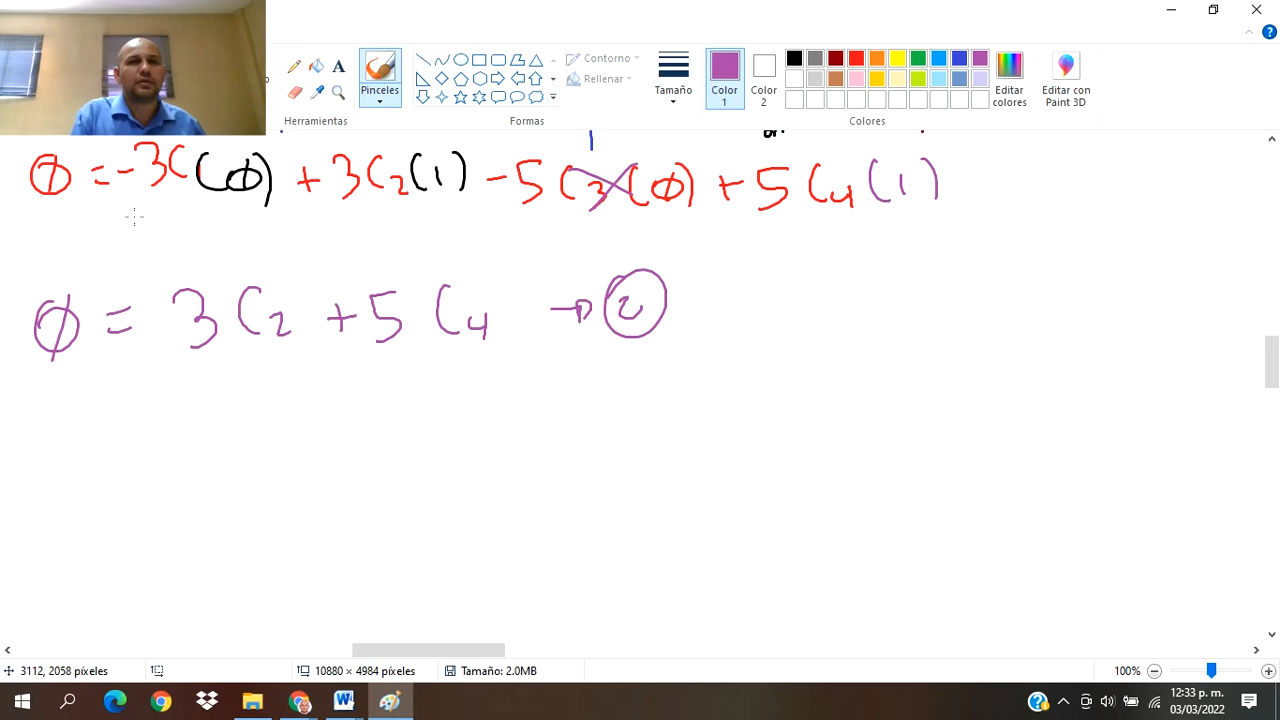 Contorno
Rellenar
Pinceles
Tamaño
Color 1
Color 2
Editar colores
Editar con Paint 3D
Herramientas
Formas
Colores
0 = -3C(0) + 3C2(1) - 5C3(0) + 5C4(1)
0 = 3C2 + 5C4 → 2
3112, 2058 píxeles
10880 × 4984 píxeles
Tamaño: 2.0MB
100%
12:33 p. m.
03/03/2022